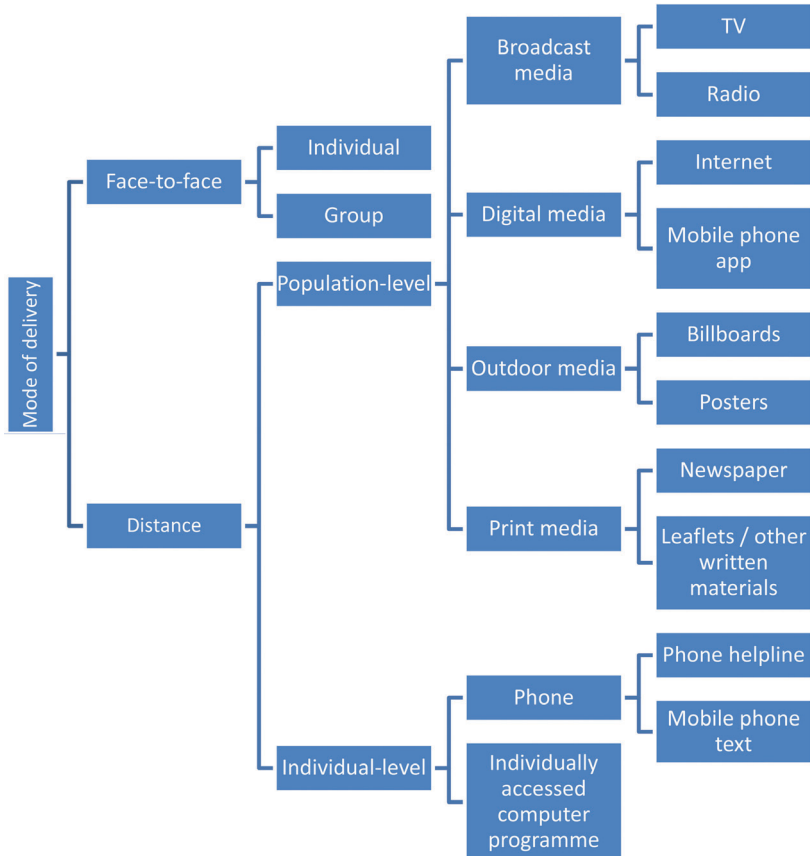 Mode of delivery
Face-to-face
Individual
Group
Distance
Population-level
Broadcast
media
TV
Radio
Digital media
Internet
Mobile phone
app
Outdoor media
Billboards
Posters
Print media
Newspaper
Leaflets / other
written
materials
Individual-level
Phone
Phone helpline
Mobile phone
text
Individually
accessed
computer
programme